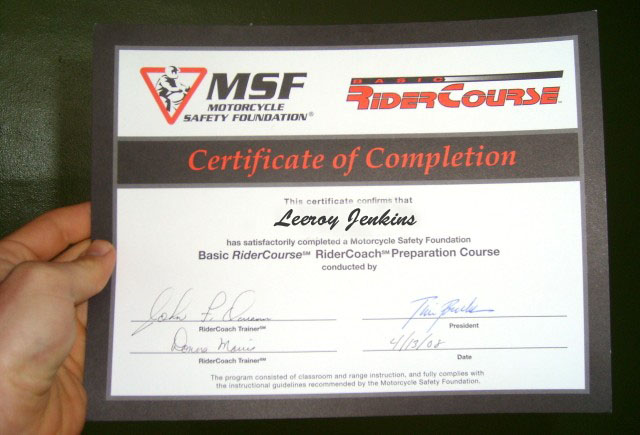 MSF
MOTORCYCLE
SAFETY FOUNDATION®
BASIC
RIDERCOURSE
Certificate of Completion
This certificate confirms that
Leeroy Jenkins
has satisfactorily completed a Motorcycle Safety Foundation
Basic RiderCourse℠ RiderCoach℠ Preparation Course
conducted by
John P.
RiderCoach Trainer℠
President
4/13/08
RiderCoach Trainer℠
Date
The program consisted of classroom and range instruction, and fully complies with
the instructional guidelines recommended by the Motorcycle Safety Foundation.